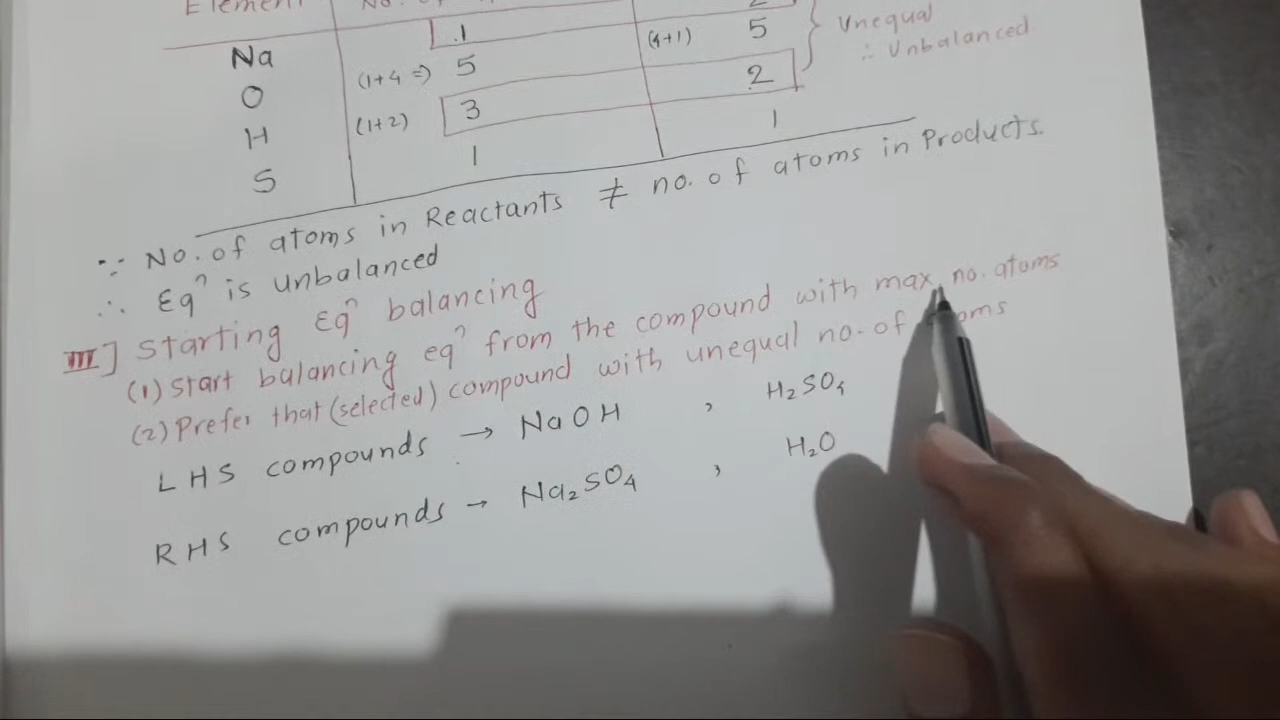 Element
Na .1 2
O (1+4 =) 5 (4+1) 5
H (1+2) 3 2
S 1 1
} Unequal
∴ Unbalanced
∵ No. of atoms in Reactants ≠ no. of atoms in Products.
∴ Eqⁿ is unbalanced
III] Starting Eqⁿ balancing
(1) Start balancing eqⁿ from the compound with max. no. atoms
(2) Prefer that (selected) compound with unequal no. of atoms
LHS compounds → NaOH , H₂SO₄
RHS compounds → Na₂SO₄ , H₂O